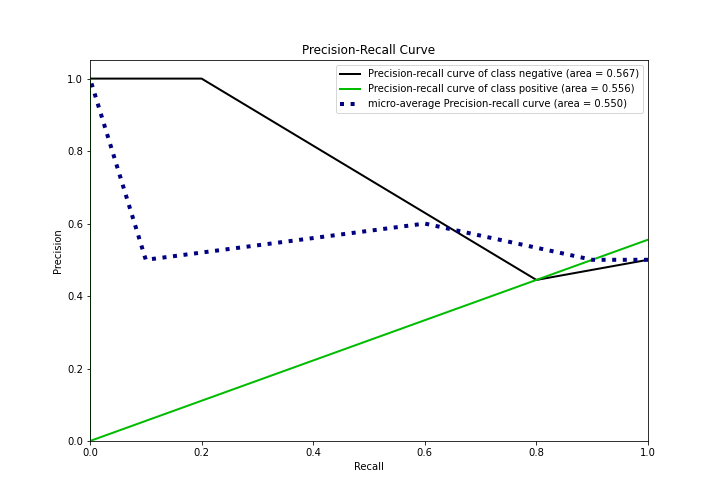 Precision-Recall Curve
Precision-recall curve of class negative (area = 0.567)
Precision-recall curve of class positive (area = 0.556)
micro-average Precision-recall curve (area = 0.550)
Precision
1.0
0.8
0.6
0.4
0.2
0.0
0.0 0.2 0.4 0.6 0.8 1.0
Recall